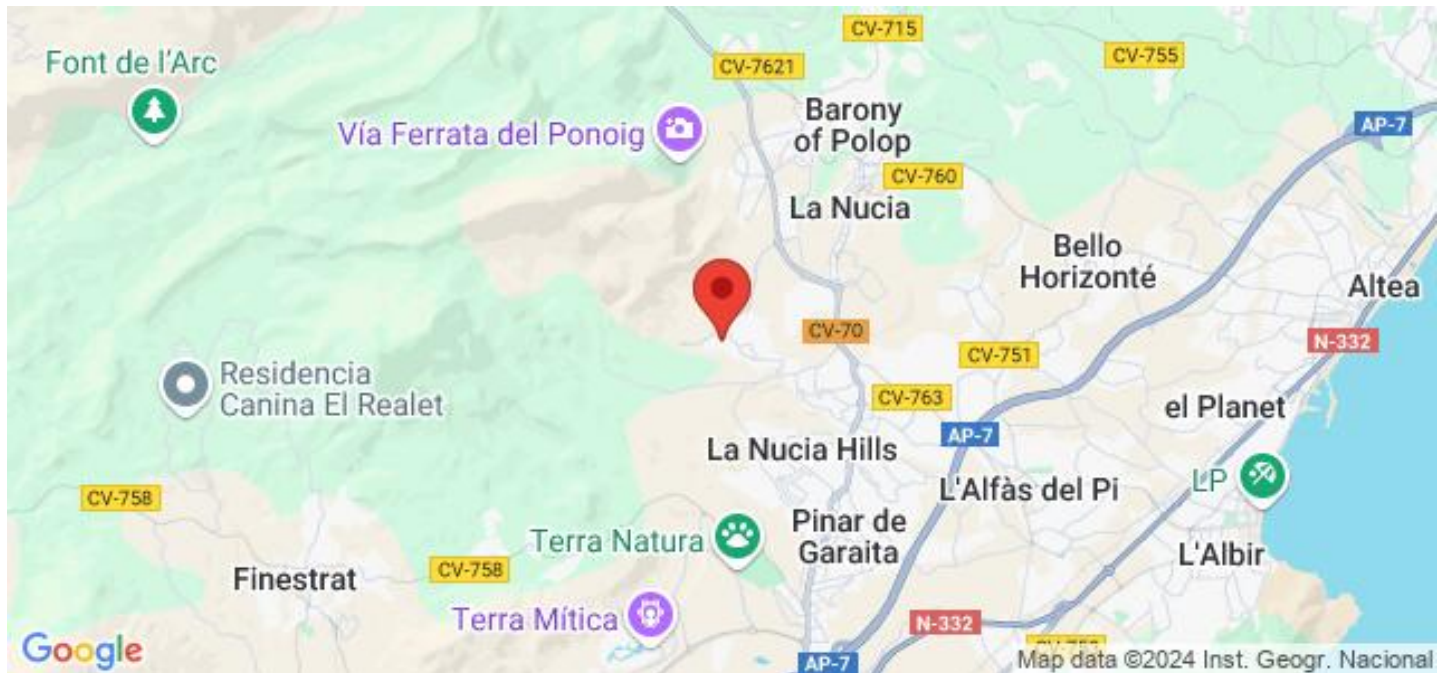 CV-715
Font de l'Arc
CV-7621
CV-755
Barony
of Polop
AP-7
Vía Ferrata del Ponoig
CV-760
La Nucia
Bello
Horizonté
Altea
CV-70
N-332
CV-751
Residencia
Canina El Realet
CV-763
el Planet
AP-7
La Nucia Hills
LP
L'Alfàs del Pi
CV-758
Pinar de
Garaita
Terra Natura
L'Albir
CV-758
Finestrat
Terra Mítica
N-332
Google
AP-7
Map data ©2024 Inst. Geogr. Nacional